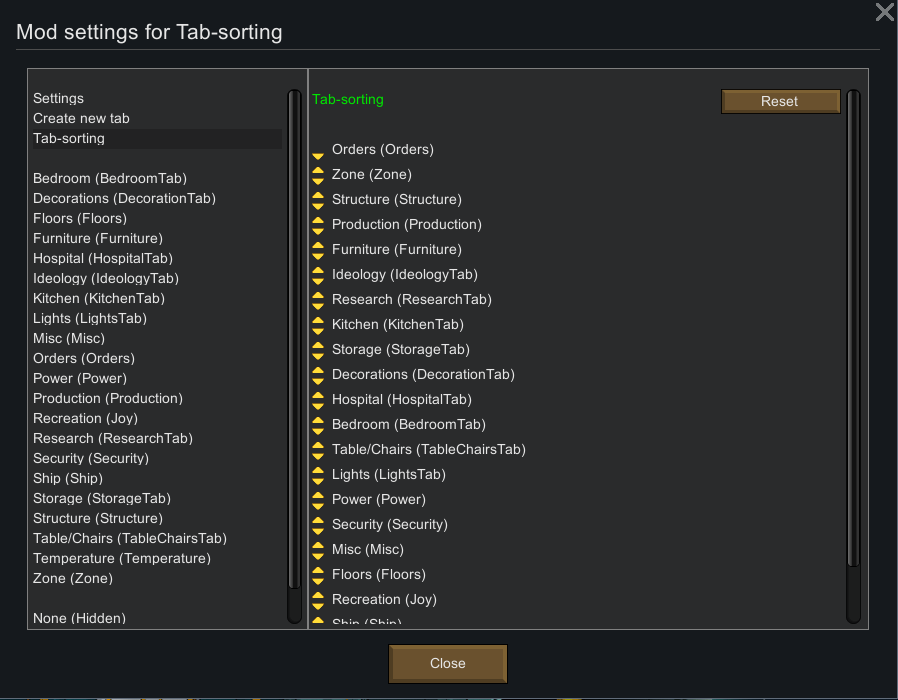 Mod settings for Tab-sorting
Settings
Create new tab
Tab-sorting
Bedroom (BedroomTab)
Decorations (DecorationTab)
Floors (Floors)
Furniture (Furniture)
Hospital (HospitalTab)
Ideology (IdeologyTab)
Kitchen (KitchenTab)
Lights (LightsTab)
Misc (Misc)
Orders (Orders)
Power (Power)
Production (Production)
Recreation (Joy)
Research (ResearchTab)
Security (Security)
Ship (Ship)
Storage (StorageTab)
Structure (Structure)
Table/Chairs (TableChairsTab)
Temperature (Temperature)
Zone (Zone)
None (Hidden)
Tab-sorting
Reset
Orders (Orders)
Zone (Zone)
Structure (Structure)
Production (Production)
Furniture (Furniture)
Ideology (IdeologyTab)
Research (ResearchTab)
Kitchen (KitchenTab)
Storage (StorageTab)
Decorations (DecorationTab)
Hospital (HospitalTab)
Bedroom (BedroomTab)
Table/Chairs (TableChairsTab)
Lights (LightsTab)
Power (Power)
Security (Security)
Misc (Misc)
Floors (Floors)
Recreation (Joy)
Ship (Ship)
Close